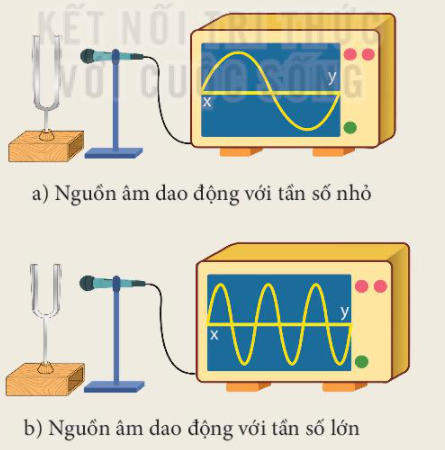 KẾT NỐI TRI THỨC
VỚI CUỘC SỐNG
y
x
a) Nguồn âm dao động với tần số nhỏ
y
x
b) Nguồn âm dao động với tần số lớn